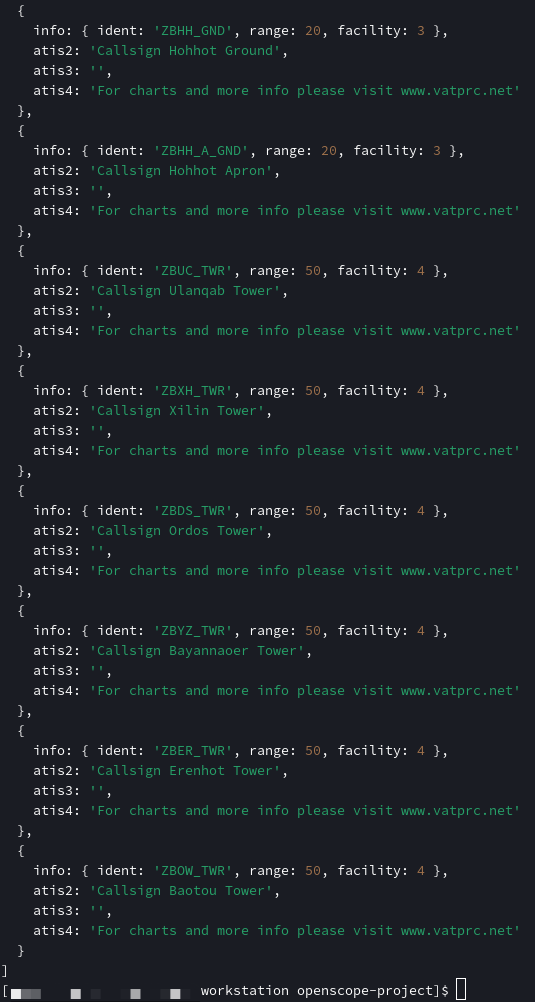 {
info: { ident: 'ZBHH_GND', range: 20, facility: 3 },
atis2: 'Callsign Hohhot Ground',
atis3: '',
atis4: 'For charts and more info please visit www.vatprc.net'
},
{
info: { ident: 'ZBHH_A_GND', range: 20, facility: 3 },
atis2: 'Callsign Hohhot Apron',
atis3: '',
atis4: 'For charts and more info please visit www.vatprc.net'
},
{
info: { ident: 'ZBUC_TWR', range: 50, facility: 4 },
atis2: 'Callsign Ulanqab Tower',
atis3: '',
atis4: 'For charts and more info please visit www.vatprc.net'
},
{
info: { ident: 'ZBXH_TWR', range: 50, facility: 4 },
atis2: 'Callsign Xilin Tower',
atis3: '',
atis4: 'For charts and more info please visit www.vatprc.net'
},
{
info: { ident: 'ZBDS_TWR', range: 50, facility: 4 },
atis2: 'Callsign Ordos Tower',
atis3: '',
atis4: 'For charts and more info please visit www.vatprc.net'
},
{
info: { ident: 'ZBYZ_TWR', range: 50, facility: 4 },
atis2: 'Callsign Bayannaoer Tower',
atis3: '',
atis4: 'For charts and more info please visit www.vatprc.net'
},
{
info: { ident: 'ZBER_TWR', range: 50, facility: 4 },
atis2: 'Callsign Erenhot Tower',
atis3: '',
atis4: 'For charts and more info please visit www.vatprc.net'
},
{
info: { ident: 'ZBOW_TWR', range: 50, facility: 4 },
atis2: 'Callsign Baotou Tower',
atis3: '',
atis4: 'For charts and more info please visit www.vatprc.net'
}
]
[ workstation openscope-project]$